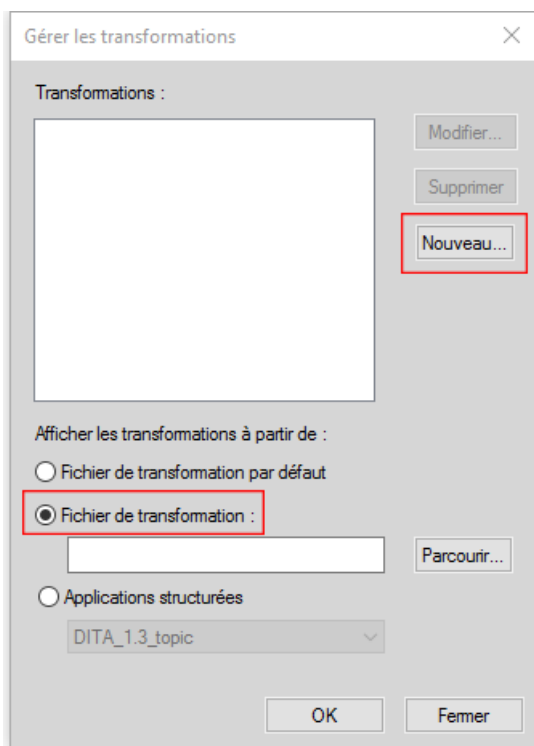 Gérer les transformations
Transformations :
Modifier...
Supprimer
Nouveau...
Afficher les transformations à partir de :
Fichier de transformation par défaut
Fichier de transformation :
Parcourir...
Applications structurées
DITA_1.3_topic
OK
Fermer